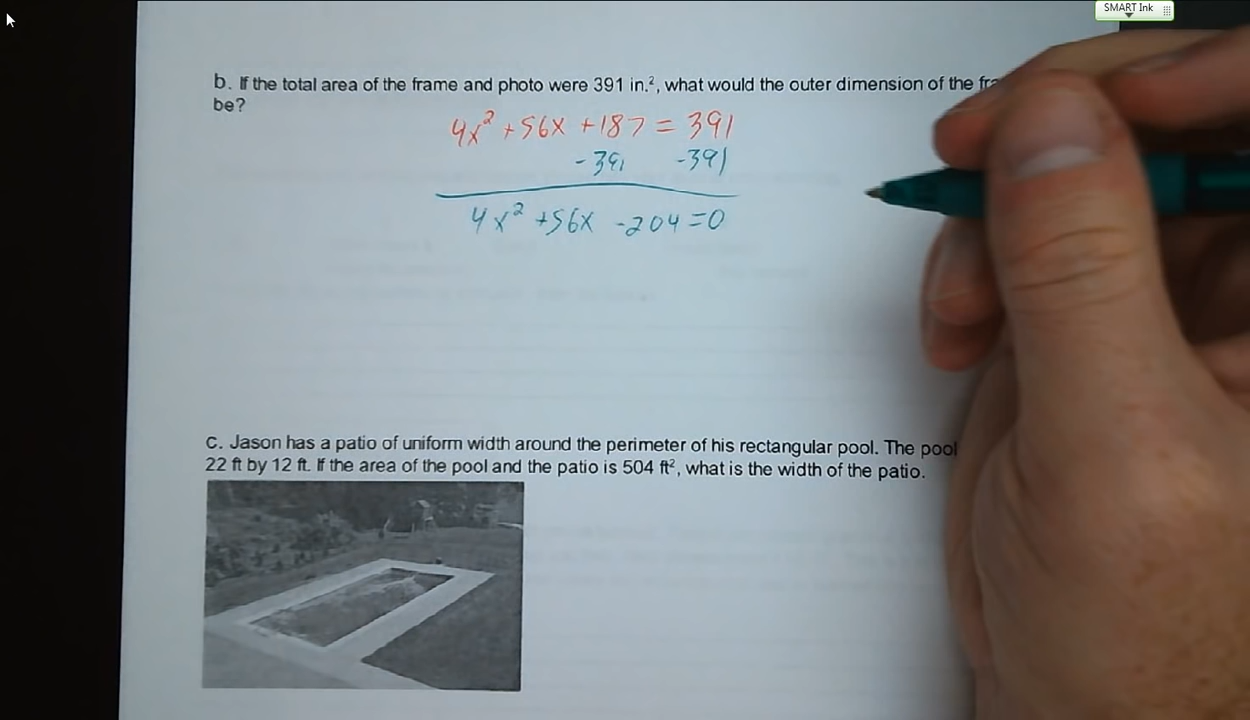 SMART Ink
b. If the total area of the frame and photo were 391 in.², what would the outer dimension of the
be?
4x² +56x +187 = 391
-391 -391
4x² +56x -204=0
c. Jason has a patio of uniform width around the perimeter of his rectangular pool. The pool
22 ft by 12 ft. If the area of the pool and the patio is 504 ft², what is the width of the patio.